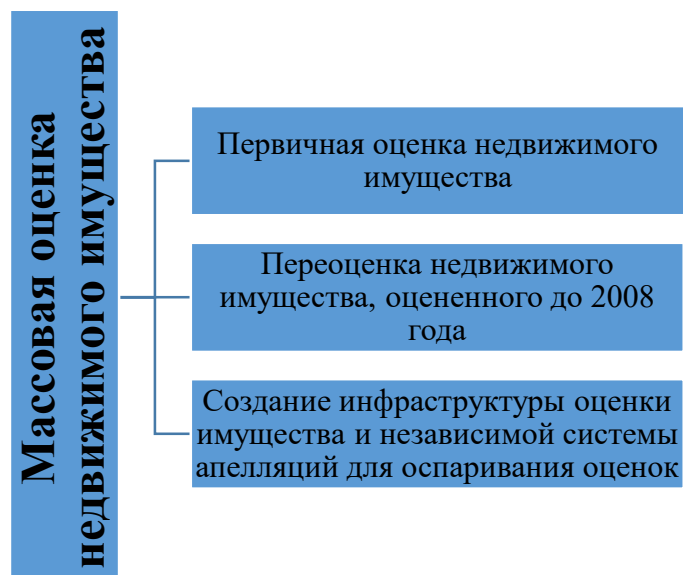 Массовая оценка
недвижимого имущества
Первичная оценка недвижимого
имущества
Переоценка недвижимого
имущества, оцененного до 2008
года
Создание инфраструктуры оценки
имущества и независимой системы
апелляций для оспаривания оценок